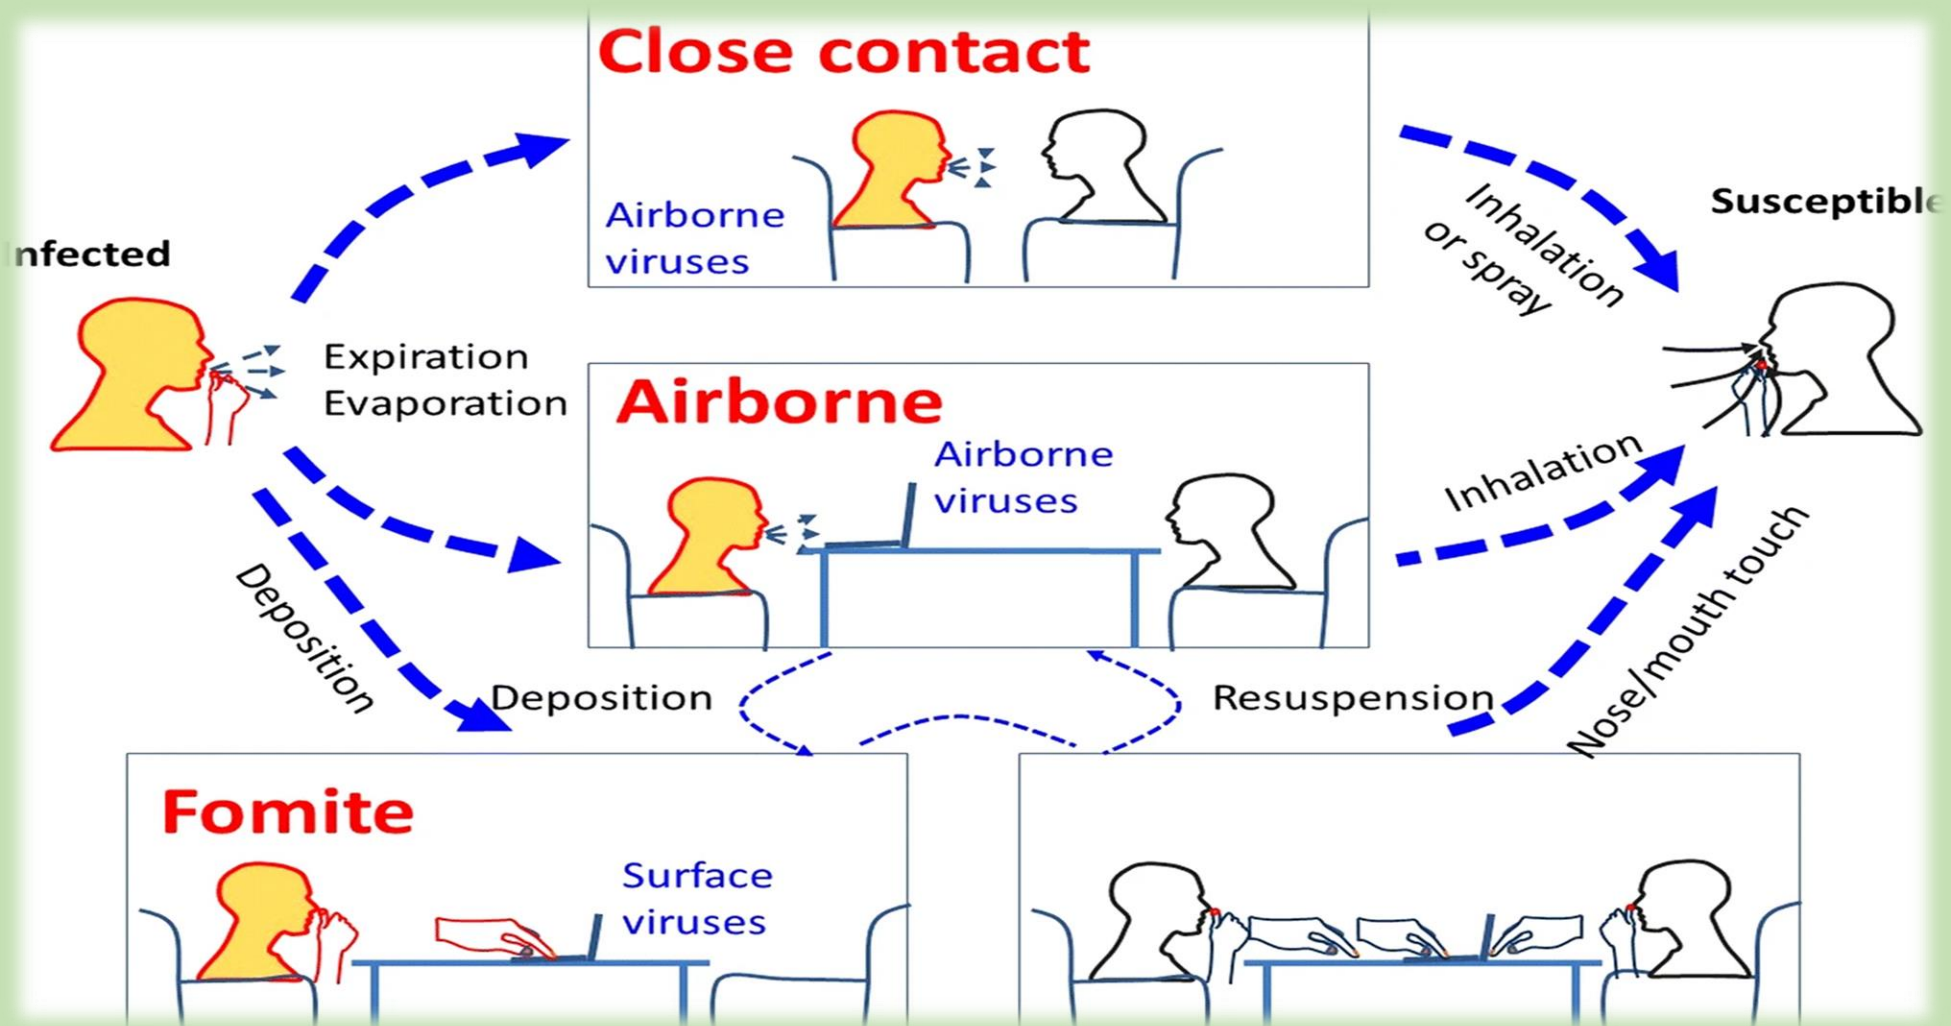 Close contact
Airborne
viruses
Inhalation
or spray
Susceptible
nfected
Expiration
Evaporation
Airborne
Airborne
viruses
Inhalation
Deposition
Deposition
Resuspension
Nose/mouth touch
Fomite
Surface
viruses